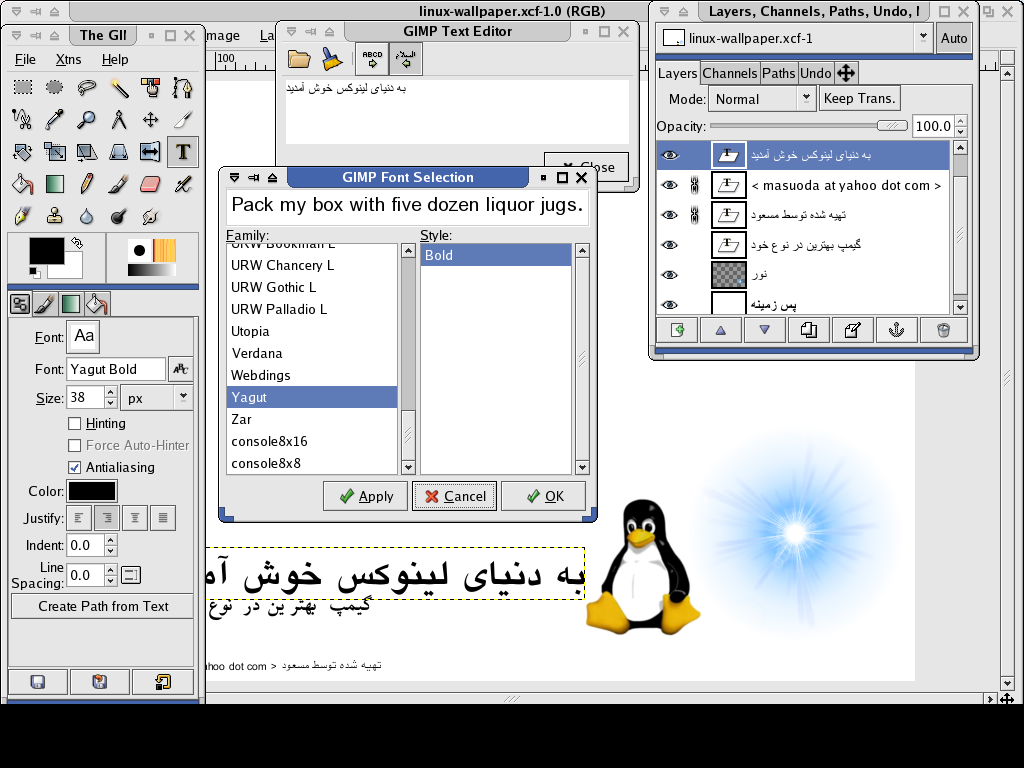 linux-wallpaper.xcf-1.0 (RGB)
The GI
File Xtns Help
Font:
Aa
Font: Yagut Bold
Size: 38 px
Hinting
Force Auto-Hinter
Antialiasing
Color:
Justify:
Indent: 0.0
Line Spacing: 0.0
Create Path from Text
mage La
100
GIMP Text Editor
ABCD
به دنیای لینوکس خوش آمدید
Close
GIMP Font Selection
Pack my box with five dozen liquor jugs.
Family: Style:
URW Bookman L
URW Chancery L
URW Gothic L
URW Palladio L
Utopia
Verdana
Webdings
Yagut
Zar
console8x16
console8x8
Bold
Apply Cancel OK
Layers, Channels, Paths, Undo,
linux-wallpaper.xcf-1 Auto
Layers Channels Paths Undo
Mode: Normal Keep Trans.
Opacity: 100.0
به دنیای لینوکس خوش آمدید
< masuoda at yahoo dot com >
تهیه شده توسط مسعود
گیمپ بهترین در نوع خود
نور
پس زمینه
به دنیای لینوکس خوش آم
گیمپ بهترین در نوع
تهیه شده توسط مسعود < hoo dot com